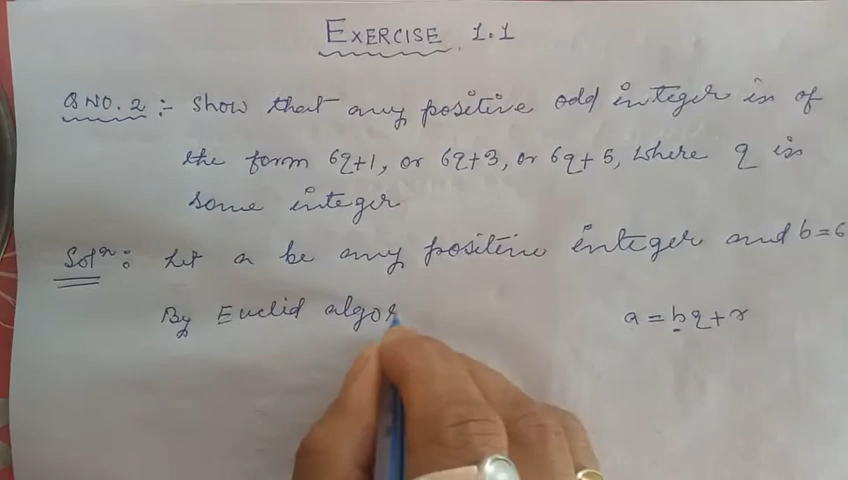 EXERCISE 1.1
Q NO. 2 :- Show that any positive odd integer is of
the form 6q+1, or 6q+3, or 6q+5, where q is
some integer
Solⁿ: Let a be any positive integer and b=6
By Euclid algor a = bq+r